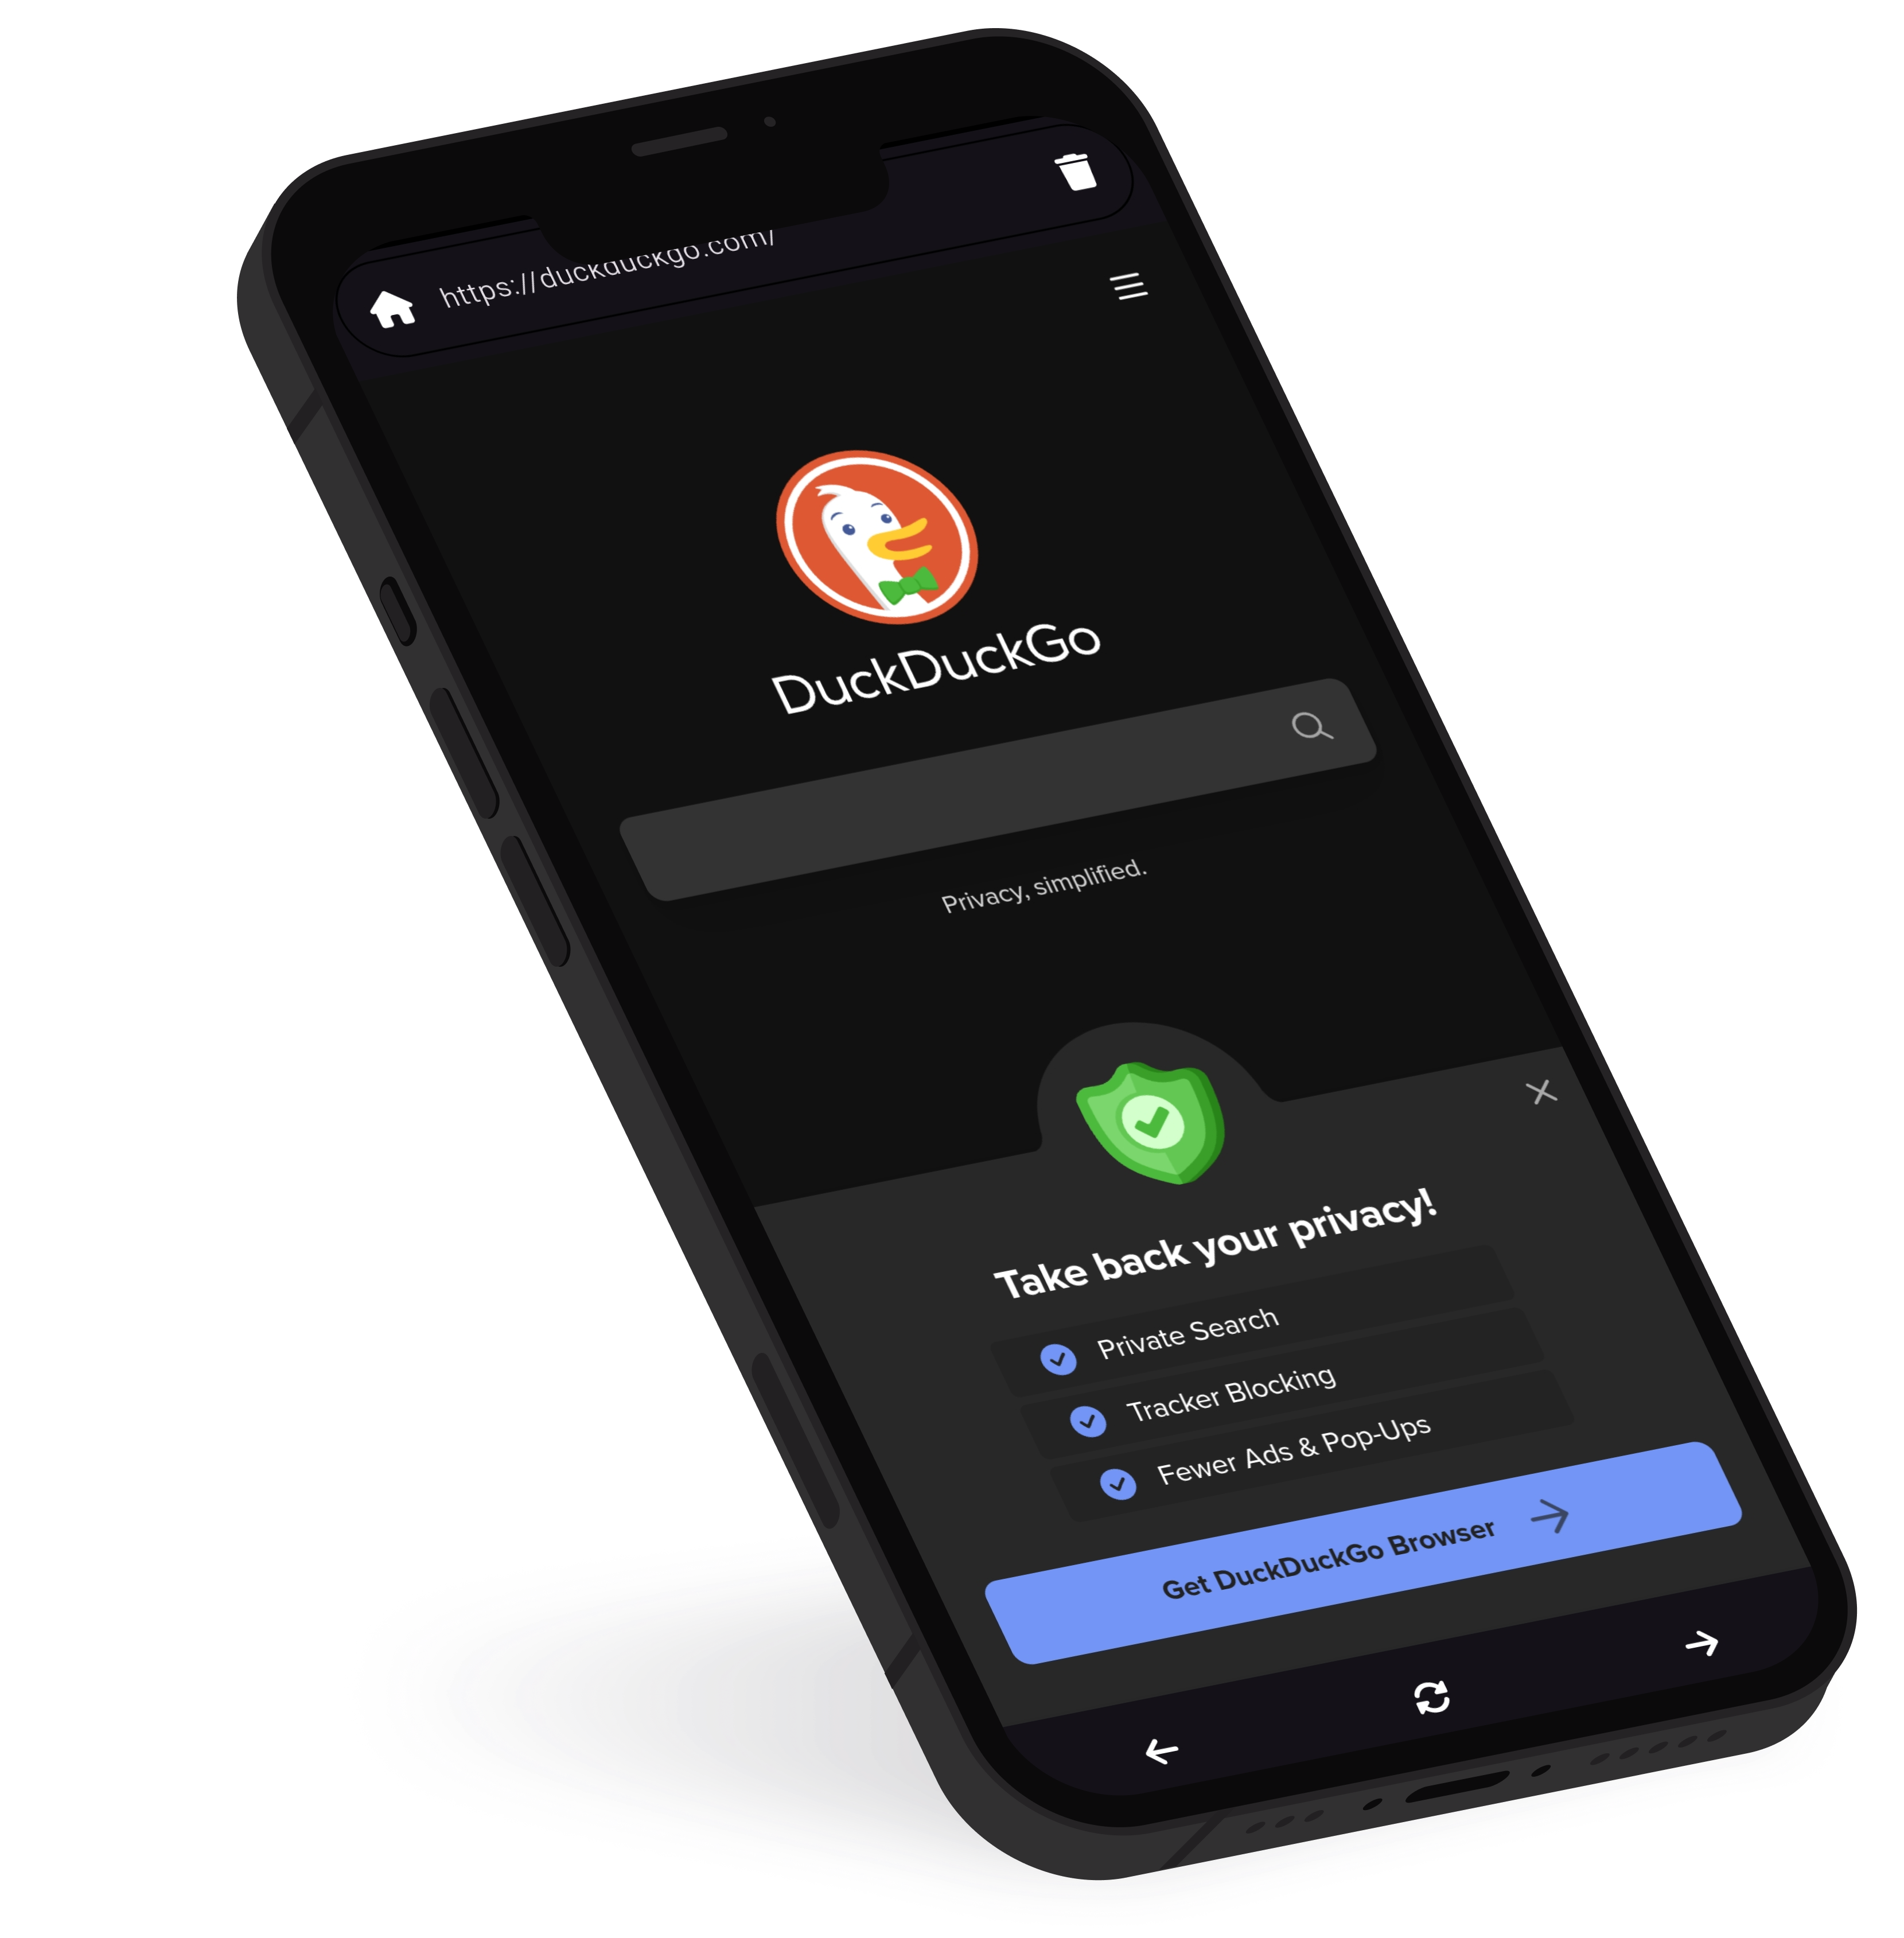 https://duckduckgo.com/
DuckDuckGo
Privacy, simplified.
Take back your privacy!
Private Search
Tracker Blocking
Fewer Ads & Pop-Ups
Get DuckDuckGo Browser